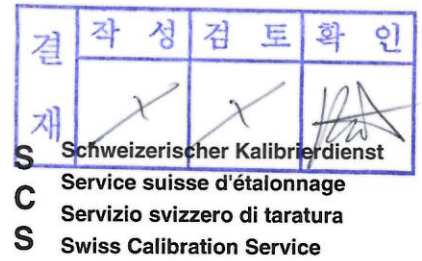 결재 작성 검토 확인
S Schweizerischer Kalibrierdienst
Service suisse d'étalonnage
C Servizio svizzero di taratura
S Swiss Calibration Service